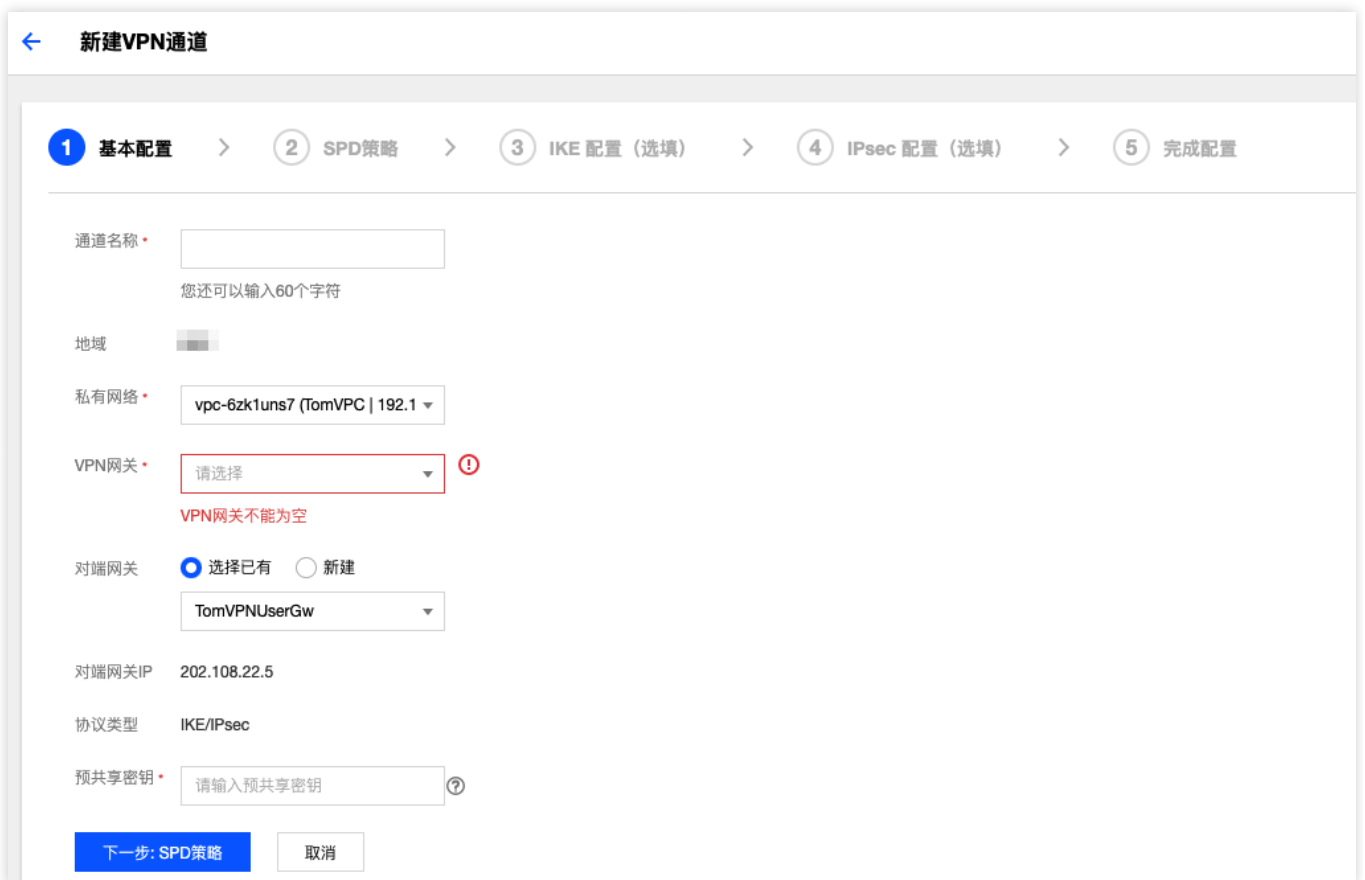 新建VPN通道
1 基本配置 2 SPD策略 3 IKE 配置（选填） 4 IPsec 配置（选填） 5 完成配置
通道名称 *
您还可以输入60个字符
地域
私有网络 * vpc-6zk1uns7 (TomVPC | 192.1
VPN网关 * 请选择
VPN网关不能为空
对端网关 选择已有 新建
TomVPNUserGw
对端网关IP 202.108.22.5
协议类型 IKE/IPsec
预共享密钥 * 请输入预共享密钥
下一步: SPD策略 取消